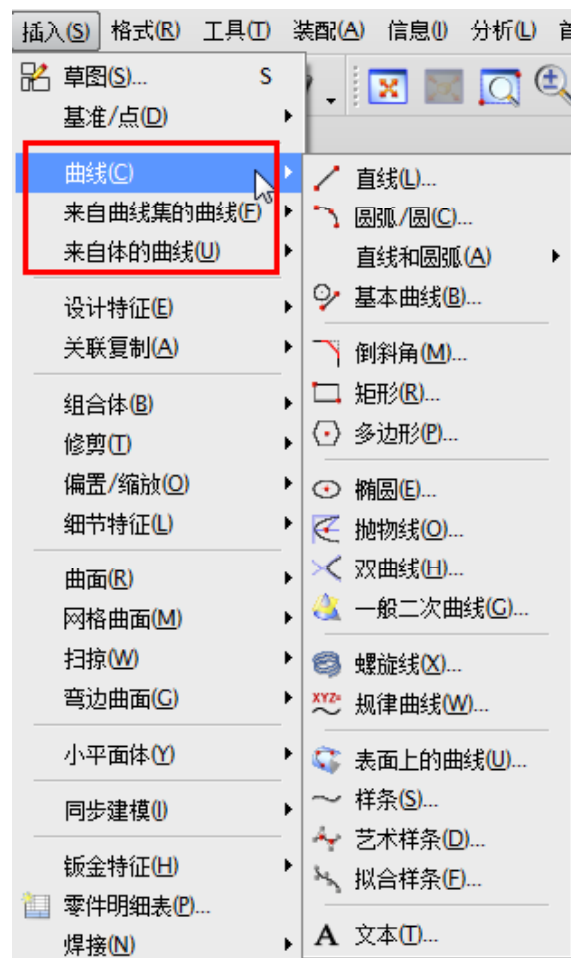 插入(S) 格式(R) 工具(T) 装配(A) 信息(I) 分析(L)
草图(S)... S
基准/点(D)
曲线(C)
来自曲线集的曲线(F)
来自体的曲线(U)
设计特征(E)
关联复制(A)
组合体(B)
修剪(T)
偏置/缩放(O)
细节特征(L)
曲面(R)
网格曲面(M)
扫掠(W)
弯边曲面(G)
小平面体(Y)
同步建模(I)
钣金特征(H)
零件明细表(P)...
焊接(N)
直线(L)...
圆弧/圆(C)...
直线和圆弧(A)
基本曲线(B)...
倒斜角(M)...
矩形(R)...
多边形(P)...
椭圆(E)...
抛物线(O)...
双曲线(H)...
一般二次曲线(G)...
螺旋线(X)...
XYZ= 规律曲线(W)...
表面上的曲线(U)...
样条(S)...
艺术样条(D)...
拟合样条(F)...
A 文本(T)...